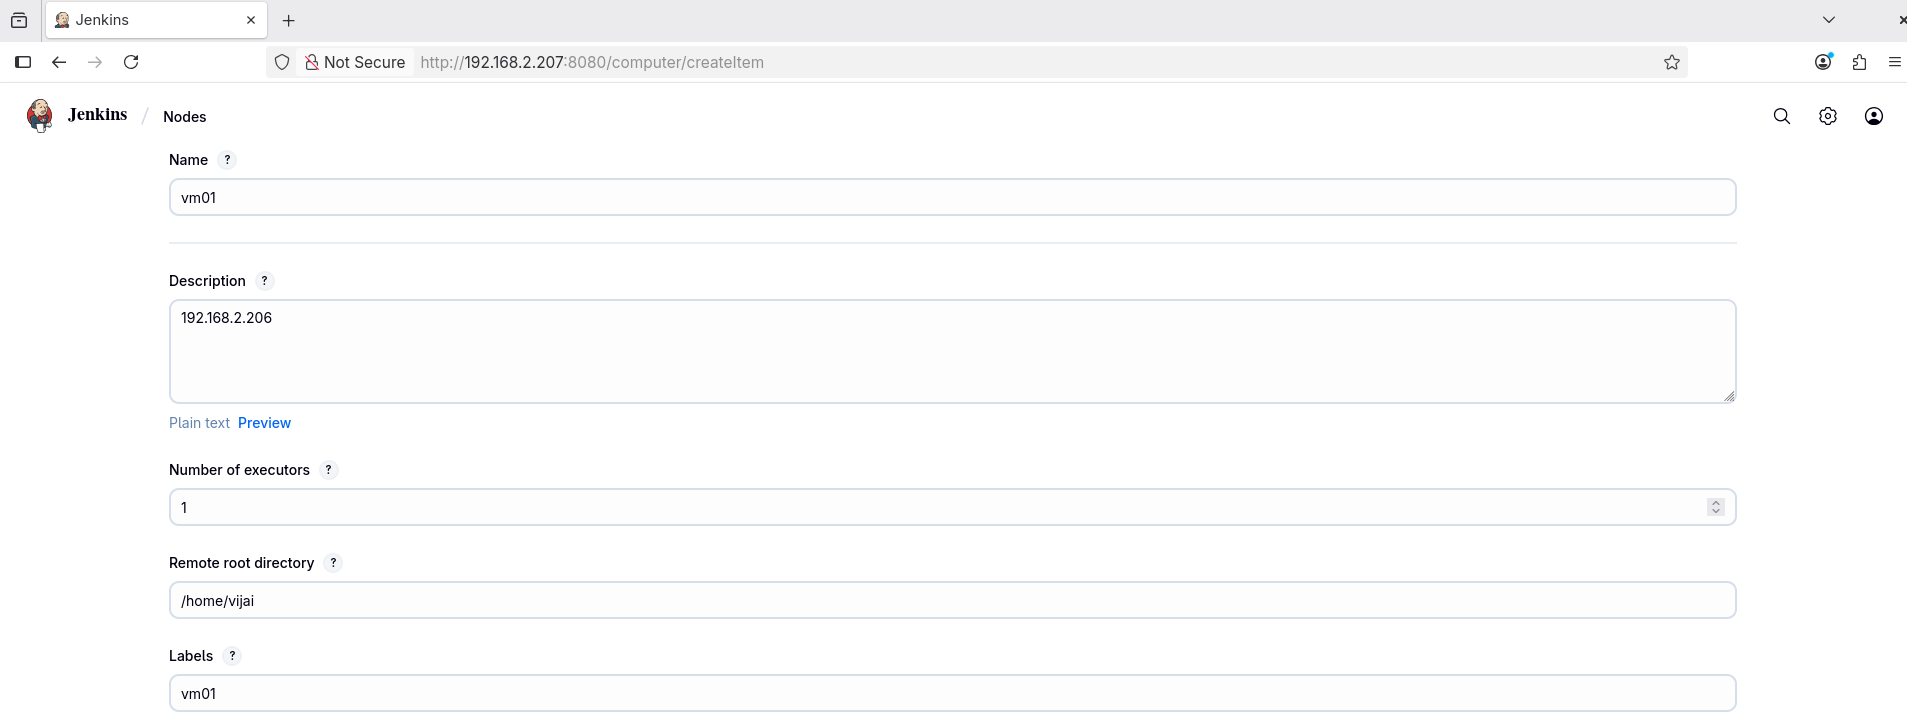 Jenkins
Not Secure http://192.168.2.207:8080/computer/createItem
Jenkins / Nodes
Name ?
vm01
Description ?
192.168.2.206
Plain text Preview
Number of executors ?
1
Remote root directory ?
/home/vijai
Labels ?
vm01